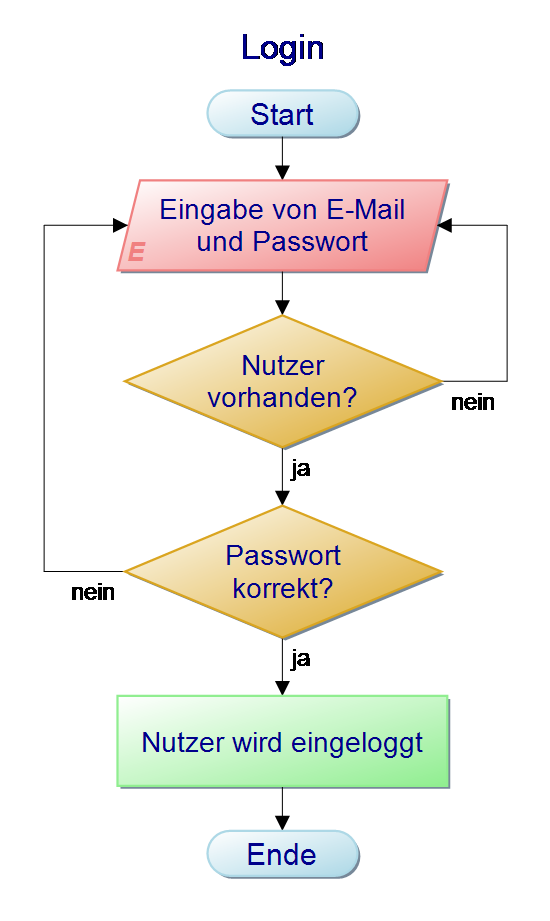 Login
Start
Eingabe von E-Mail
und Passwort
E
Nutzer
vorhanden?
nein
ja
Passwort
korrekt?
nein
ja
Nutzer wird eingeloggt
Ende